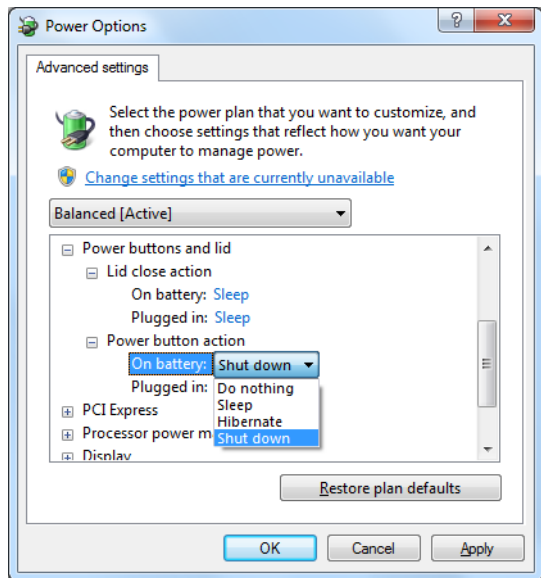 Power Options
Advanced settings
Select the power plan that you want to customize, and
then choose settings that reflect how you want your
computer to manage power.
Change settings that are currently unavailable
Balanced [Active]
Power buttons and lid
Lid close action
On battery: Sleep
Plugged in: Sleep
Power button action
On battery: Shut down
Plugged in:
Do nothing
Sleep
Hibernate
Shut down
PCI Express
Processor power m
Display
Restore plan defaults
OK
Cancel
Apply